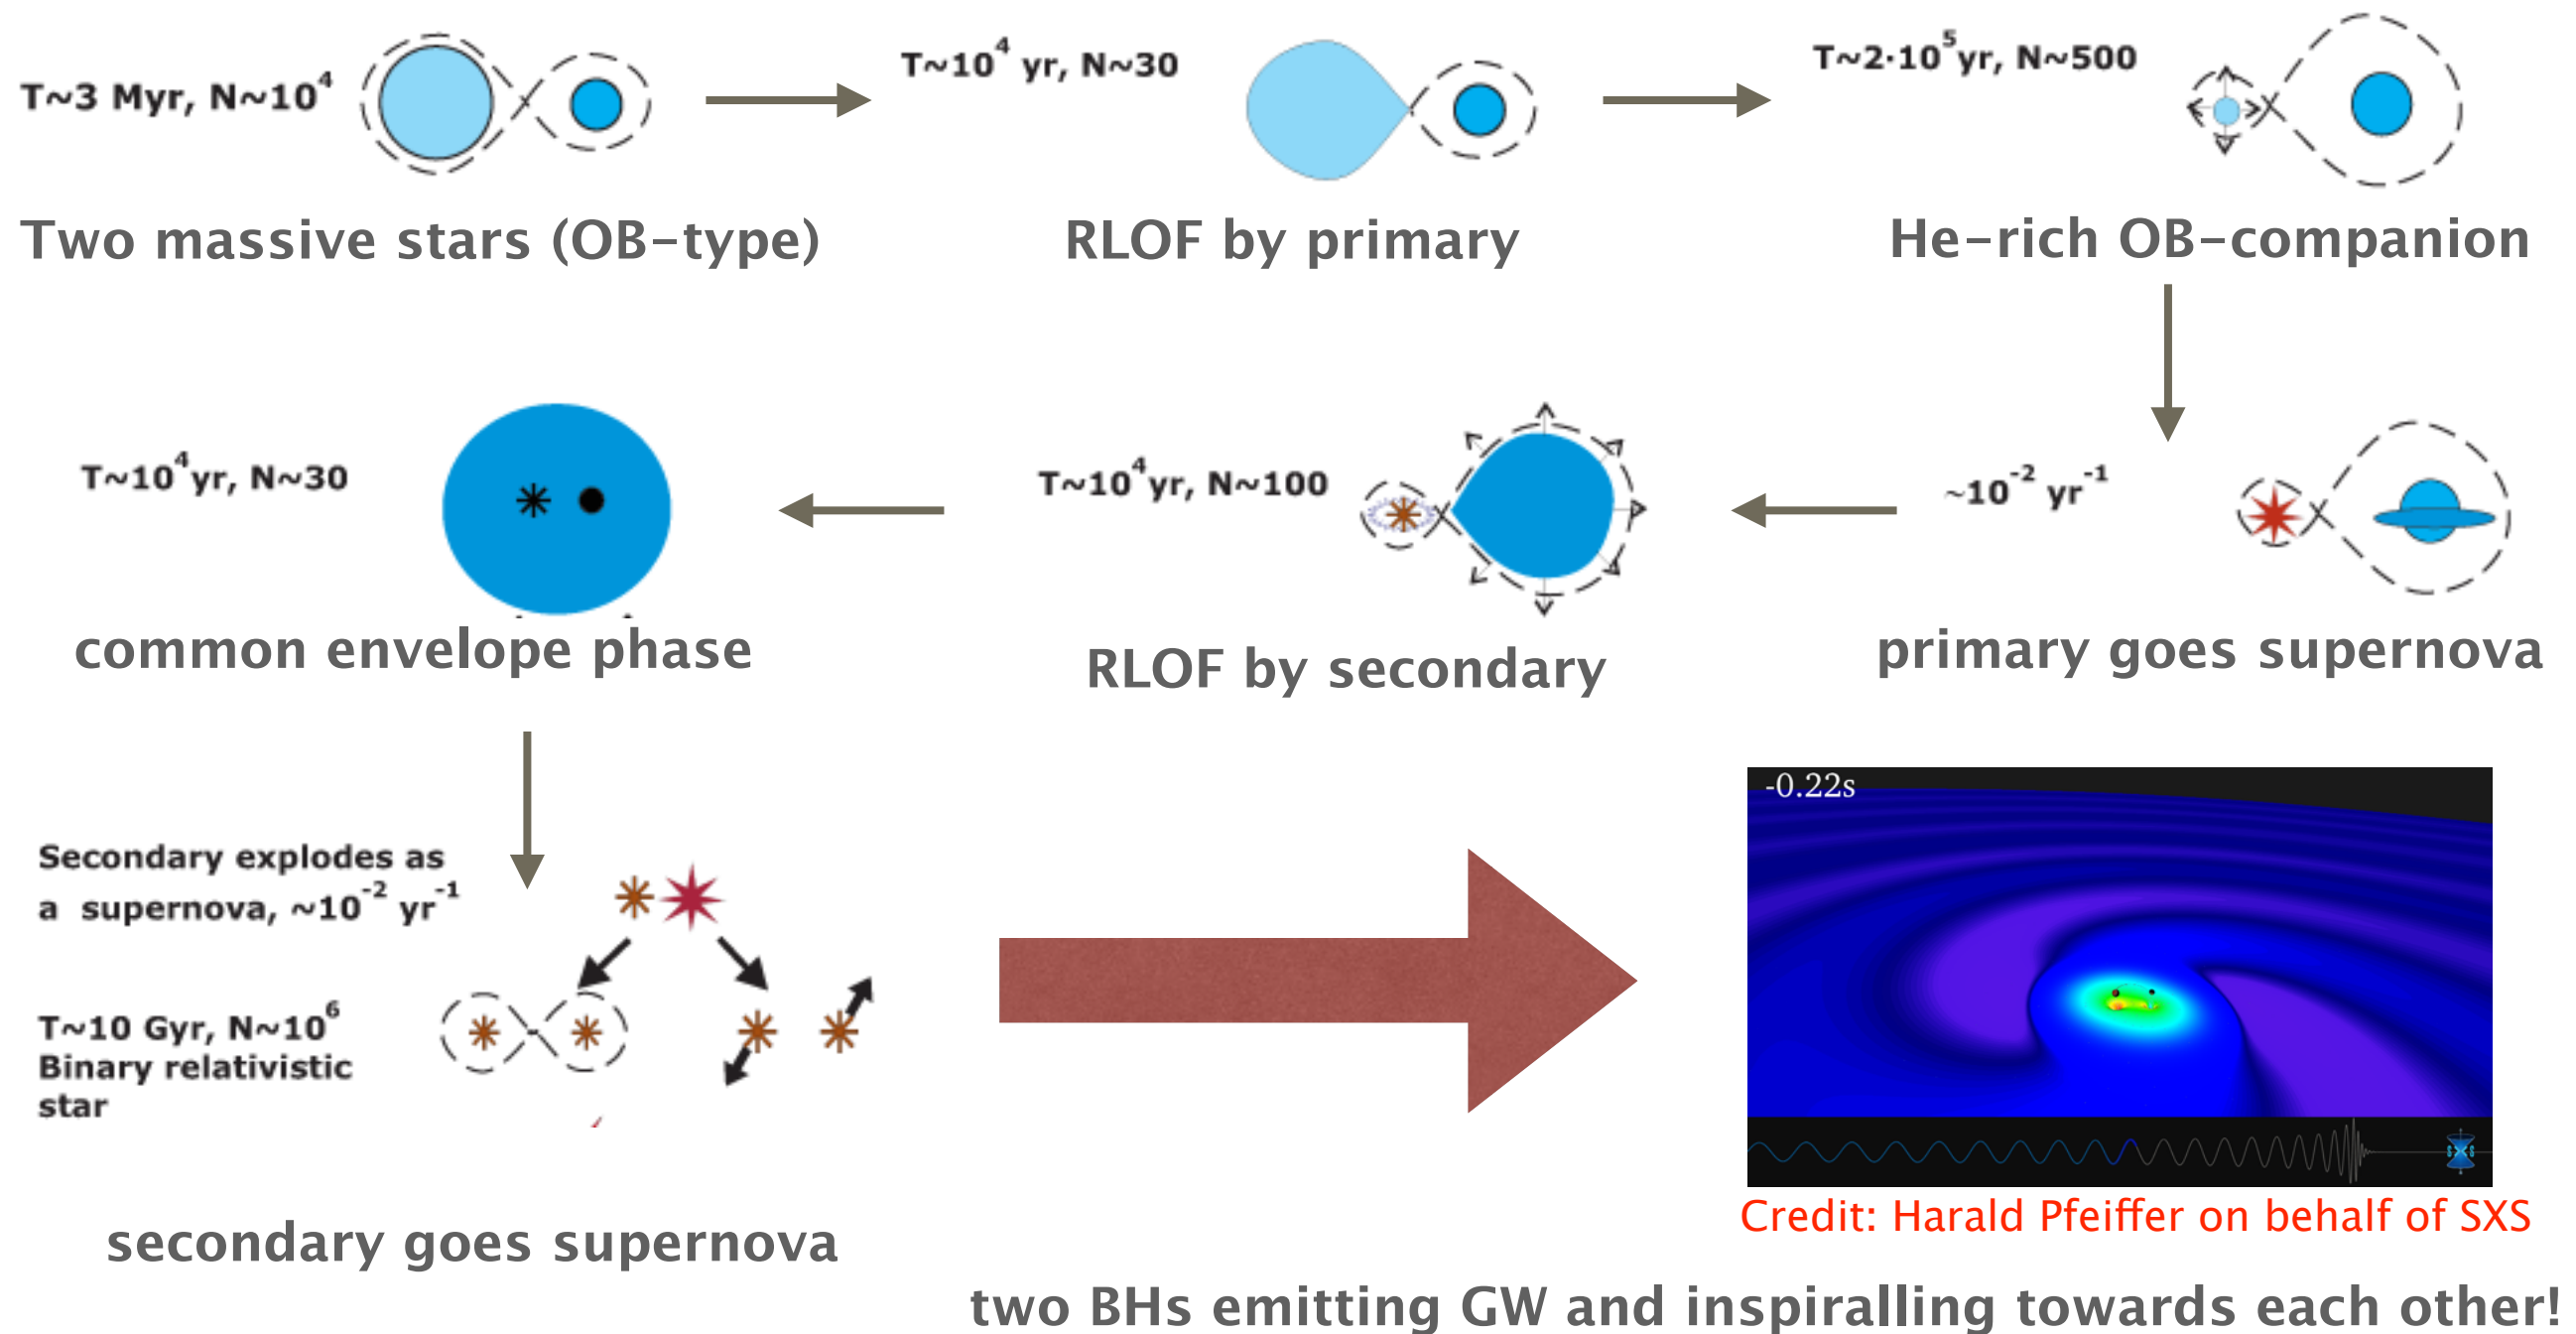 T~3 Myr, N~10⁴
Two massive stars (OB-type)
T~10⁴ yr, N~30
RLOF by primary
T~2·10⁵yr, N~500
He-rich OB-companion
~10⁻² yr⁻¹
primary goes supernova
T~10⁴yr, N~100
RLOF by secondary
T~10⁴yr, N~30
common envelope phase
Secondary explodes as
a supernova, ~10⁻² yr⁻¹
T~10 Gyr, N~10⁶
Binary relativistic
star
secondary goes supernova
-0.22s
Credit: Harald Pfeiffer on behalf of SXS
two BHs emitting GW and inspiralling towards each other!